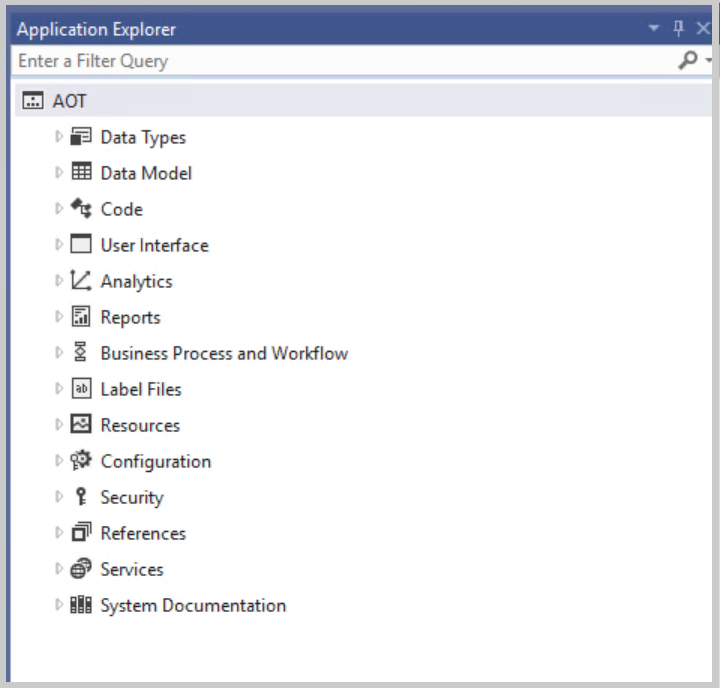 Application Explorer
Enter a Filter Query
AOT
Data Types
Data Model
Code
User Interface
Analytics
Reports
Business Process and Workflow
ab Label Files
Resources
Configuration
Security
References
Services
System Documentation